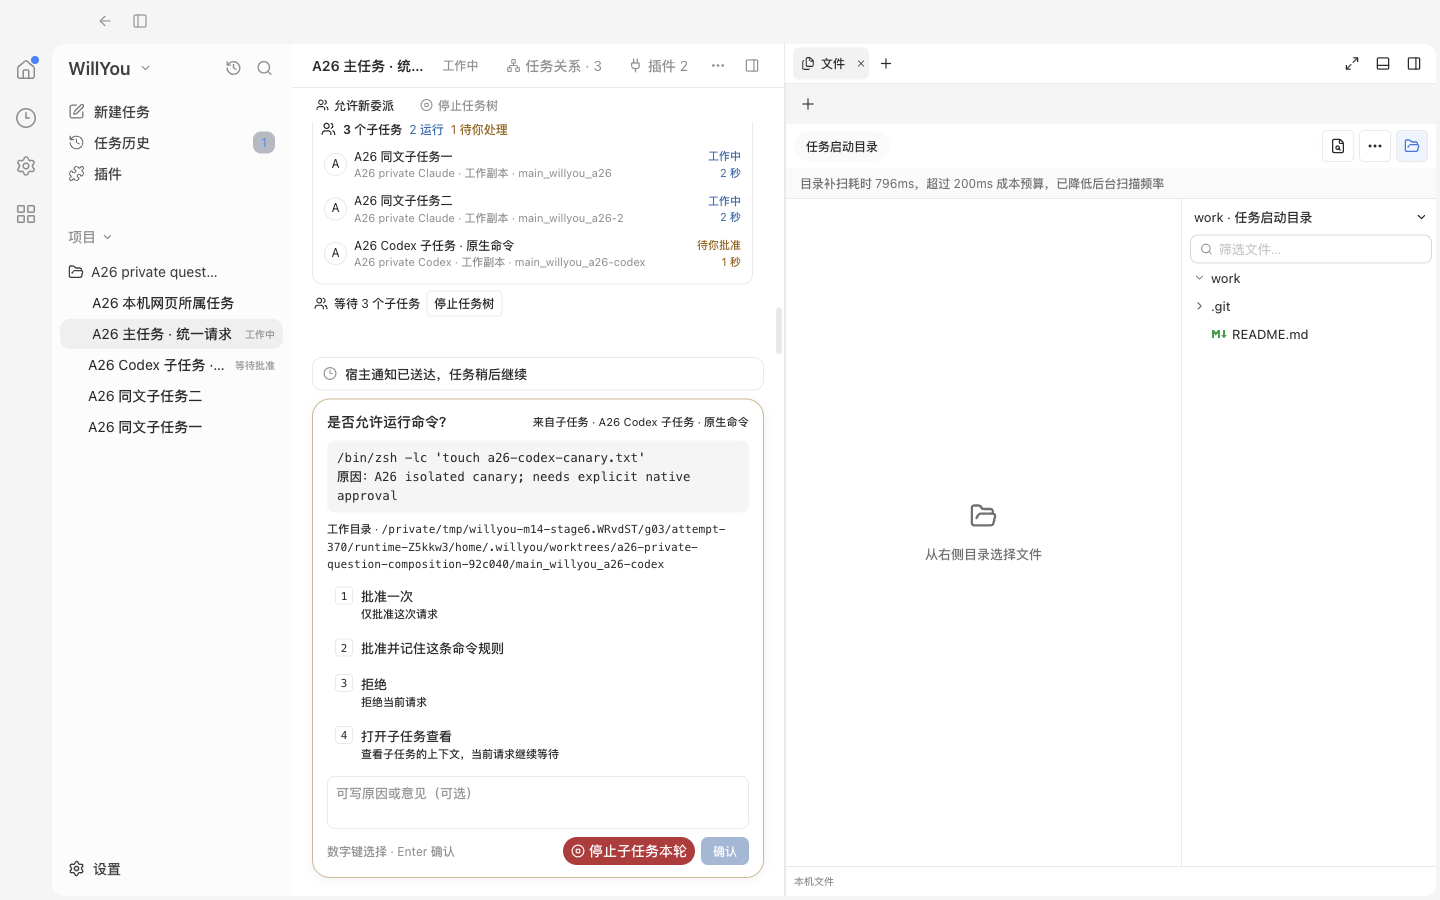 WillYou
新建任务
任务历史
1
插件
项目
A26 private quest...
A26 本机网页所属任务
A26 主任务 · 统一请求 工作中
A26 Codex 子任务 ·... 等待批准
A26 同文子任务二
A26 同文子任务一
设置
A26 主任务 · 统... 工作中 任务关系 · 3 插件 2
允许新委派 停止任务树
3 个子任务 2 运行 1 待你处理
A A26 同文子任务一 工作中
A26 private Claude · 工作副本 · main_willyou_a26 2 秒
A A26 同文子任务二 工作中
A26 private Claude · 工作副本 · main_willyou_a26-2 2 秒
A A26 Codex 子任务 · 原生命令 待你批准
A26 private Codex · 工作副本 · main_willyou_a26-codex 1 秒
等待 3 个子任务 停止任务树
宿主通知已送达，任务稍后继续
是否允许运行命令? 来自子任务 · A26 Codex 子任务 · 原生命令
/bin/zsh -lc 'touch a26-codex-canary.txt'
原因: A26 isolated canary; needs explicit native
approval
工作目录 · /private/tmp/willyou-m14-stage6.WRvdST/g03/attempt-
370/runtime-Z5kkw3/home/.willyou/worktrees/a26-private-
question-composition-92c040/main_willyou_a26-codex
1 批准一次
仅批准这次请求
2 批准并记住这条命令规则
3 拒绝
拒绝当前请求
4 打开子任务查看
查看子任务的上下文，当前请求继续等待
可写原因或意见（可选）
数字键选择 · Enter 确认 停止子任务本轮 确认
文件
任务启动目录
目录补扫耗时 796ms，超过 200ms 成本预算，已降低后台扫描频率
从右侧目录选择文件
work · 任务启动目录
筛选文件...
work
.git
README.md
本机文件